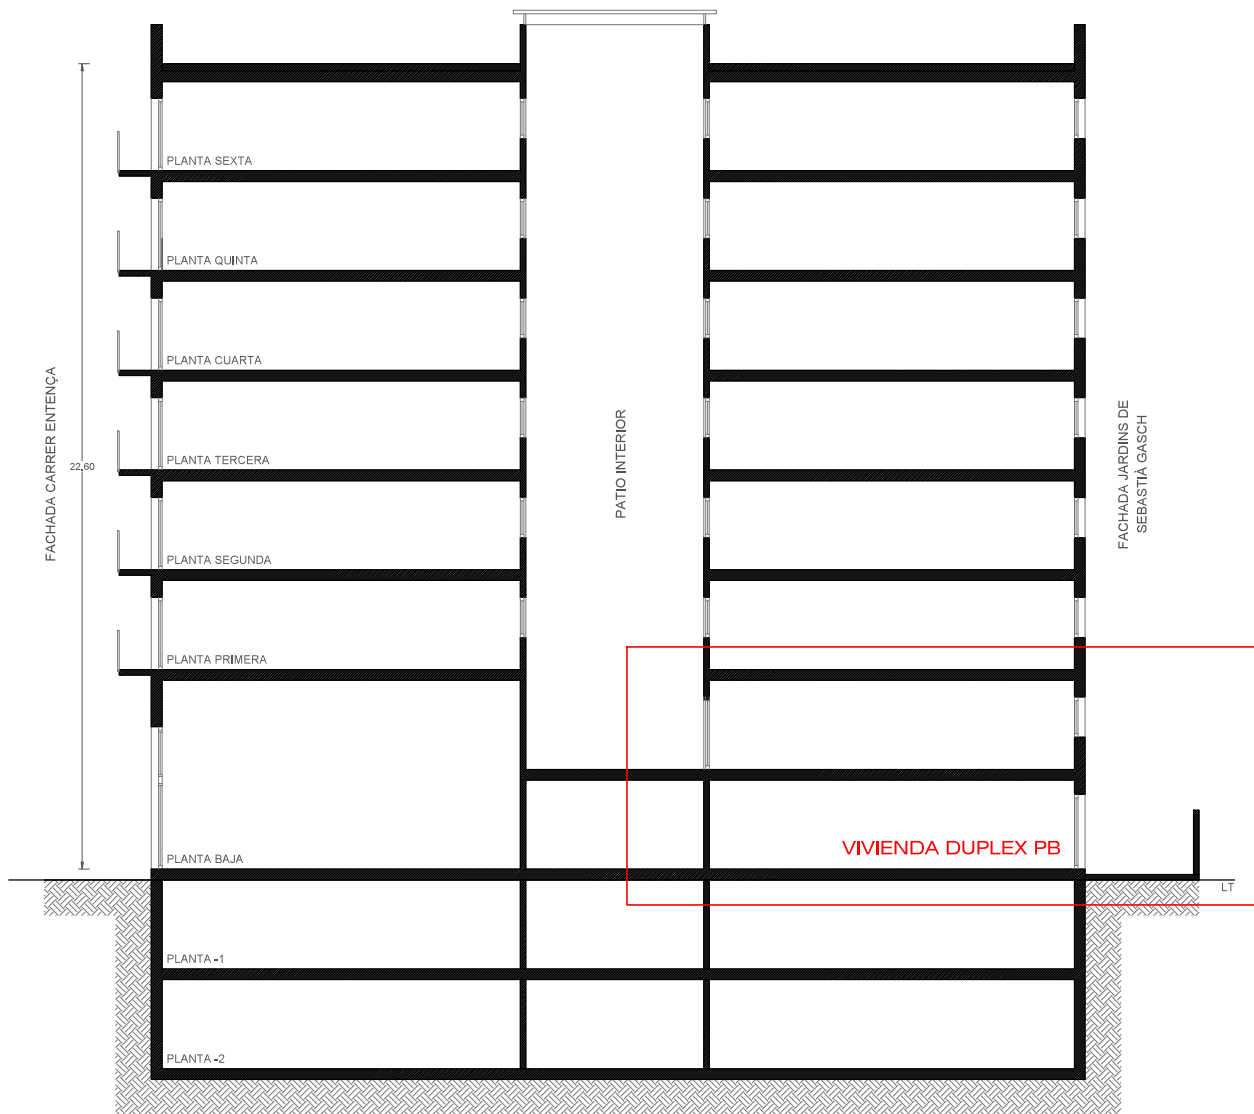 PLANTA SEXTA
PLANTA QUINTA
PLANTA CUARTA
FACHADA CARRER ENTENÇA
22,60
PLANTA TERCERA
PATIO INTERIOR
FACHADA JARDINS DE
SEBASTIÀ GASCH
PLANTA SEGUNDA
PLANTA PRIMERA
VIVIENDA DUPLEX PB
PLANTA BAJA
LT
PLANTA -1
PLANTA -2